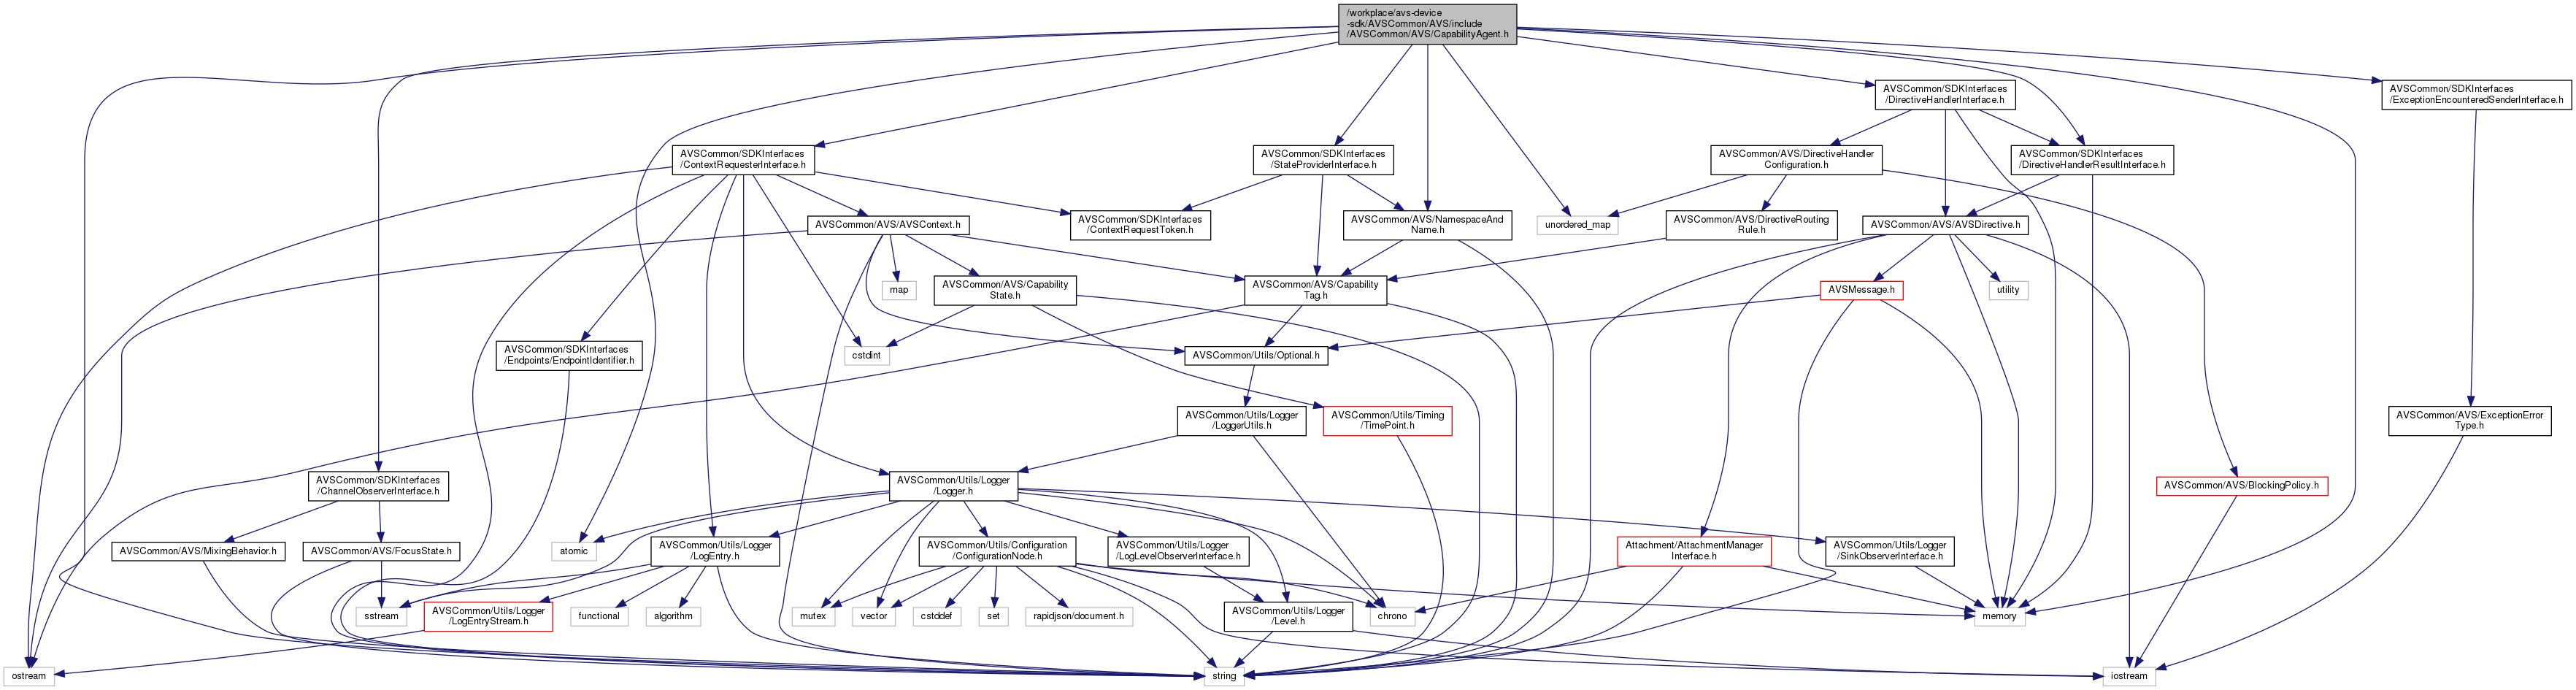 /workplace/avs-device
-sdk/AVSCommon/AVS/include
/AVSCommon/AVS/CapabilityAgent.h
AVSCommon/SDKInterfaces
/DirectiveHandlerInterface.h
AVSCommon/SDKInterfaces
/ExceptionEncounteredSenderInterface.h
AVSCommon/SDKInterfaces
/ContextRequesterInterface.h
AVSCommon/SDKInterfaces
/StateProviderInterface.h
AVSCommon/AVS/DirectiveHandler
Configuration.h
AVSCommon/SDKInterfaces
/DirectiveHandlerResultInterface.h
AVSCommon/AVS/AVSContext.h
AVSCommon/SDKInterfaces
/ContextRequestToken.h
AVSCommon/AVS/NamespaceAnd
Name.h
unordered_map
AVSCommon/AVS/DirectiveRouting
Rule.h
AVSCommon/AVS/AVSDirective.h
map
AVSCommon/AVS/Capability
State.h
AVSCommon/AVS/Capability
Tag.h
AVSMessage.h
utility
AVSCommon/SDKInterfaces
/Endpoints/EndpointIdentifier.h
cstdint
AVSCommon/Utils/Optional.h
AVSCommon/Utils/Logger
/LoggerUtils.h
AVSCommon/Utils/Timing
/TimePoint.h
AVSCommon/AVS/ExceptionError
Type.h
AVSCommon/SDKInterfaces
/ChannelObserverInterface.h
AVSCommon/Utils/Logger
/Logger.h
AVSCommon/AVS/BlockingPolicy.h
AVSCommon/AVS/MixingBehavior.h
AVSCommon/AVS/FocusState.h
atomic
AVSCommon/Utils/Logger
/LogEntry.h
AVSCommon/Utils/Configuration
/ConfigurationNode.h
AVSCommon/Utils/Logger
/LogLevelObserverInterface.h
Attachment/AttachmentManager
Interface.h
AVSCommon/Utils/Logger
/SinkObserverInterface.h
sstream
AVSCommon/Utils/Logger
/LogEntryStream.h
functional
algorithm
mutex
vector
cstddef
set
rapidjson/document.h
AVSCommon/Utils/Logger
/Level.h
chrono
memory
ostream
string
iostream